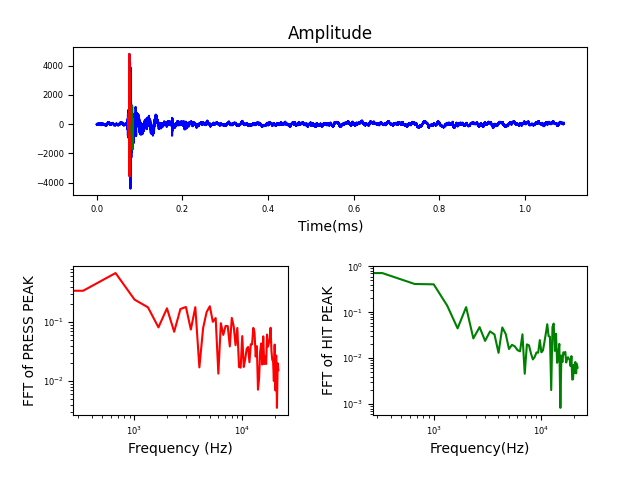 Amplitude
4000
2000
0
−2000
−4000
0.0 0.2 0.4 0.6 0.8 1.0
Time(ms)
FFT of PRESS PEAK
10⁻¹
10⁻²
10³ 10⁴
Frequency (Hz)
FFT of HIT PEAK
10⁰
10⁻¹
10⁻²
10⁻³
10³ 10⁴
Frequency(Hz)